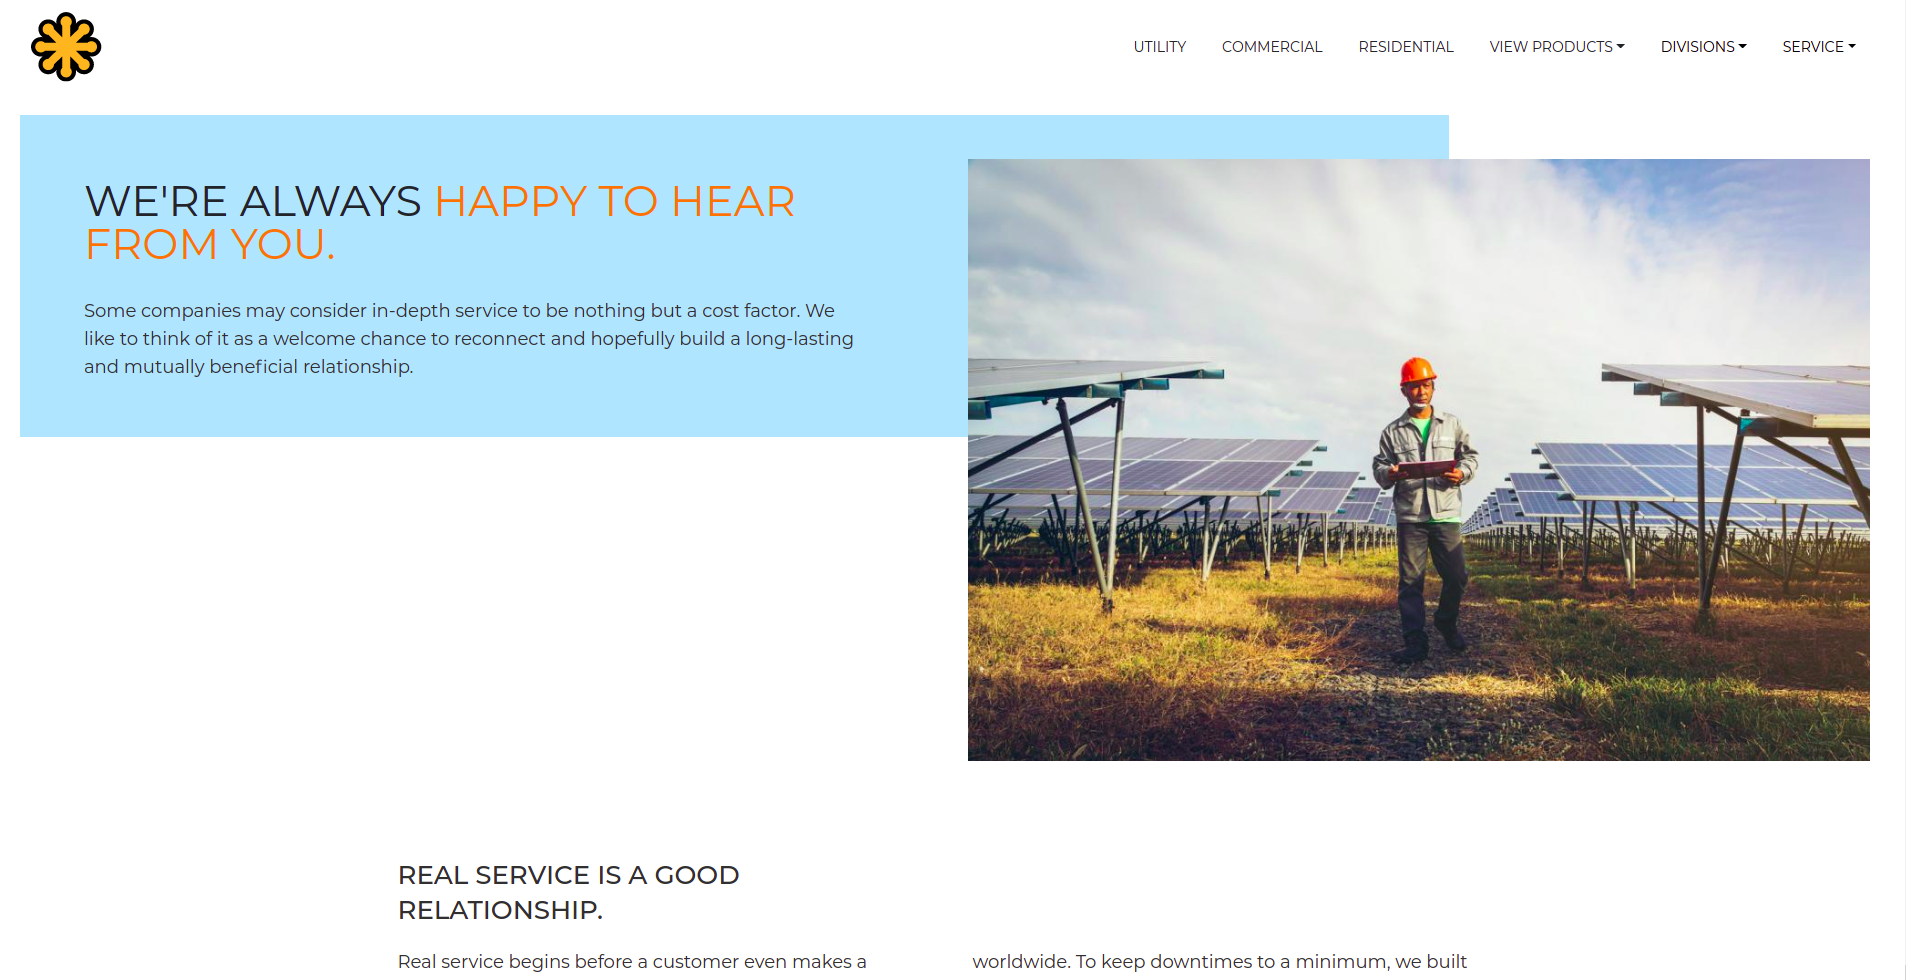 UTILITY COMMERCIAL RESIDENTIAL VIEW PRODUCTS DIVISIONS SERVICE
WE'RE ALWAYS HAPPY TO HEAR
FROM YOU.
Some companies may consider in-depth service to be nothing but a cost factor. We
like to think of it as a welcome chance to reconnect and hopefully build a long-lasting
and mutually beneficial relationship.
REAL SERVICE IS A GOOD
RELATIONSHIP.
Real service begins before a customer even makes a
worldwide. To keep downtimes to a minimum, we built